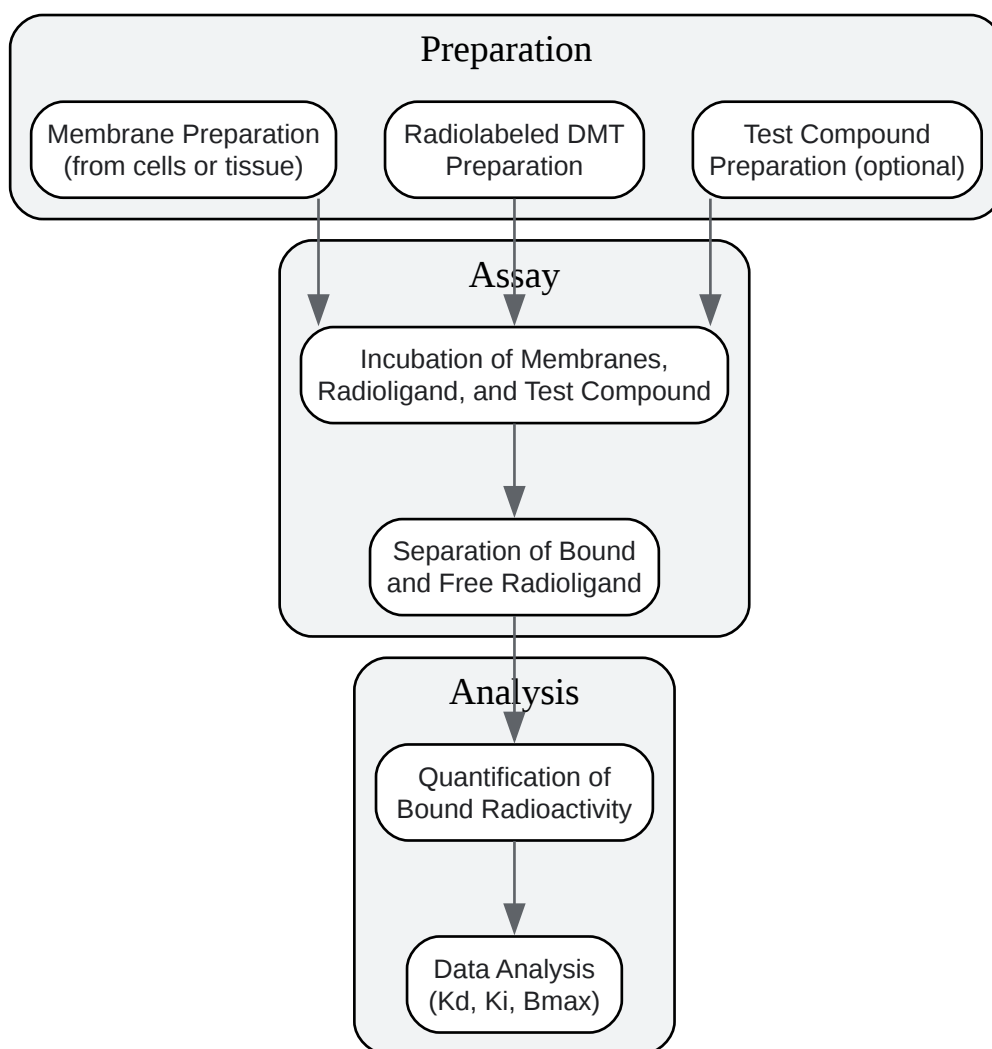 Preparation
Membrane Preparation
(from cells or tissue)
Radiolabeled DMT
Preparation
Test Compound
Preparation (optional)
Assay
Incubation of Membranes,
Radioligand, and Test Compound
Separation of Bound
and Free Radioligand
Analysis
Quantification of
Bound Radioactivity
Data Analysis
(Kd, Ki, Bmax)